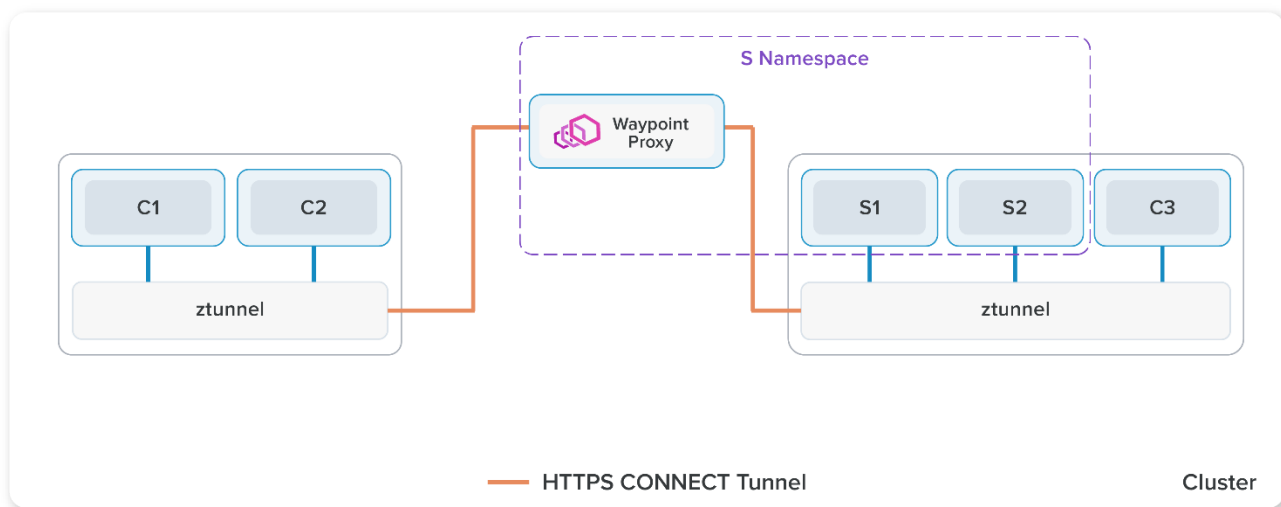 S Namespace
Waypoint
Proxy
C1
C2
S1
S2
C3
ztunnel
ztunnel
HTTPS CONNECT Tunnel
Cluster